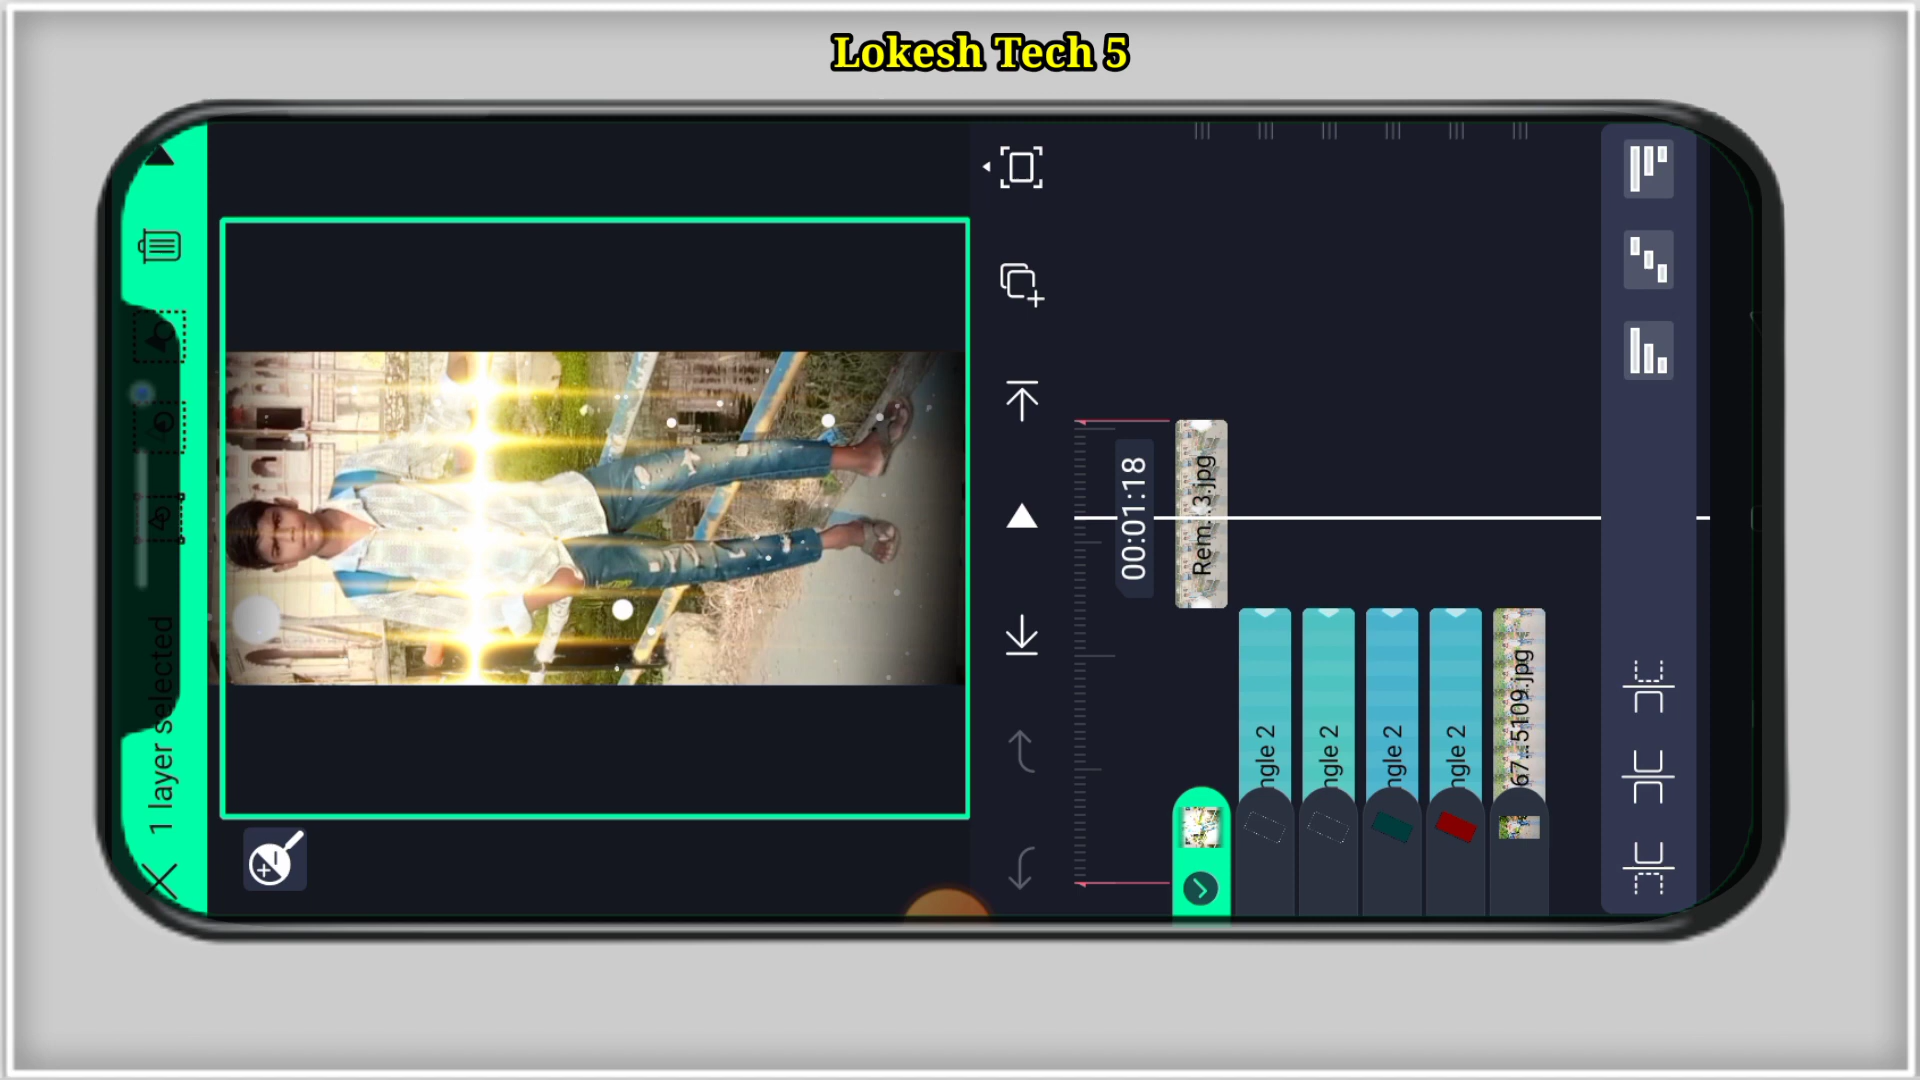 Lokesh Tech 5
1 layer selected
00:01:18
Rem...3.jpg
ngle 2
ngle 2
ngle 2
ngle 2
67...5109.jpg